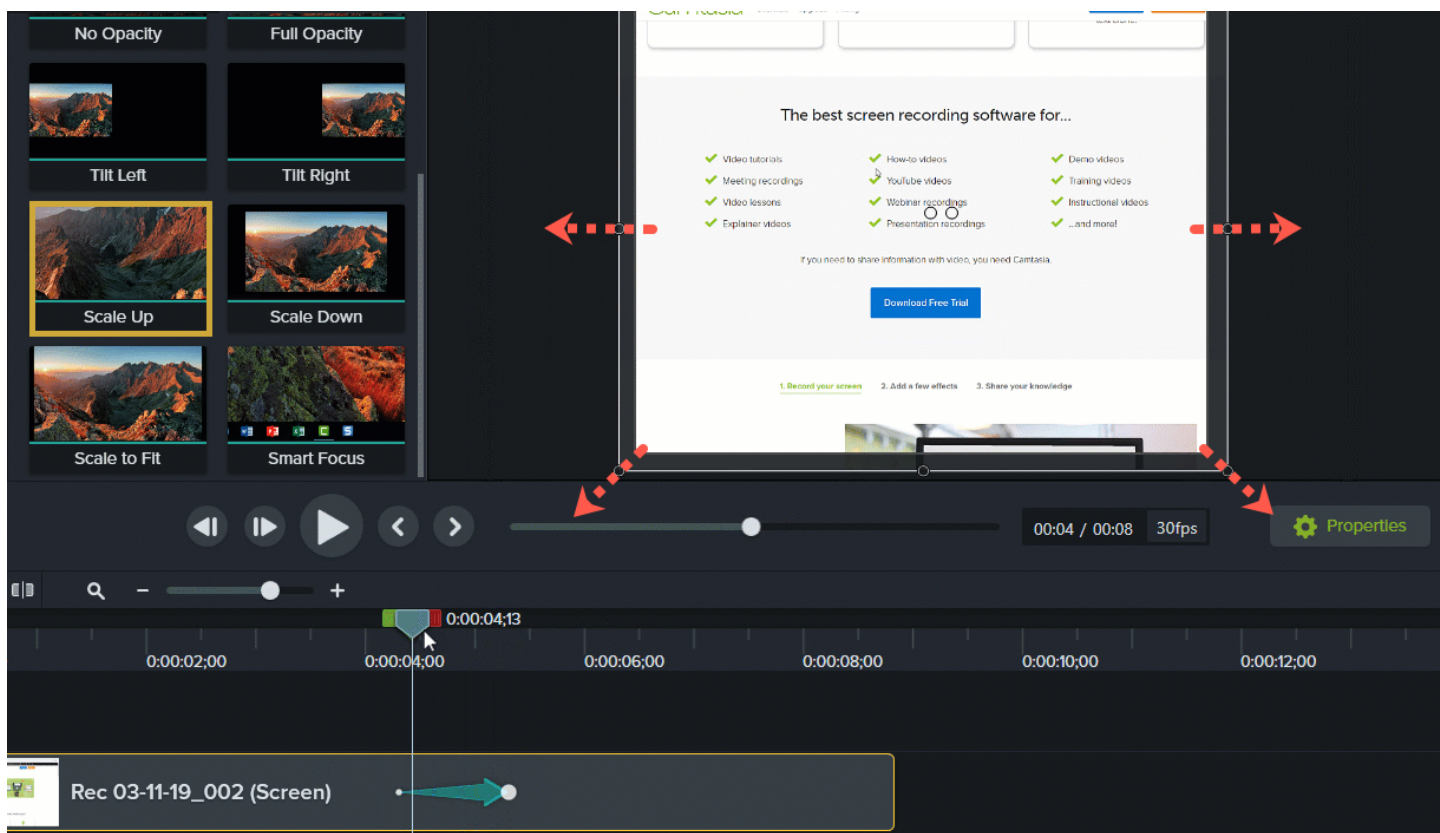 No Opacity Full Opacity
Tilt Left Tilt Right
Scale Up Scale Down
Scale to Fit Smart Focus
The best screen recording software for...
Video tutorials How-to videos Demo videos
Meeting recordings YouTube videos Training videos
Video lessons Webinar recordings Instructional videos
Explainer videos Presentation recordings ...and more!
If you need to share information with video, you need Camtasia.
Download Free Trial
1. Record your screen 2. Add a few effects 3. Share your knowledge
00:04 / 00:08 30fps
Properties
0:00:04;13
0:00:02;00 0:00:04;00 0:00:06;00 0:00:08;00 0:00:10;00 0:00:12;00
Rec 03-11-19_002 (Screen)